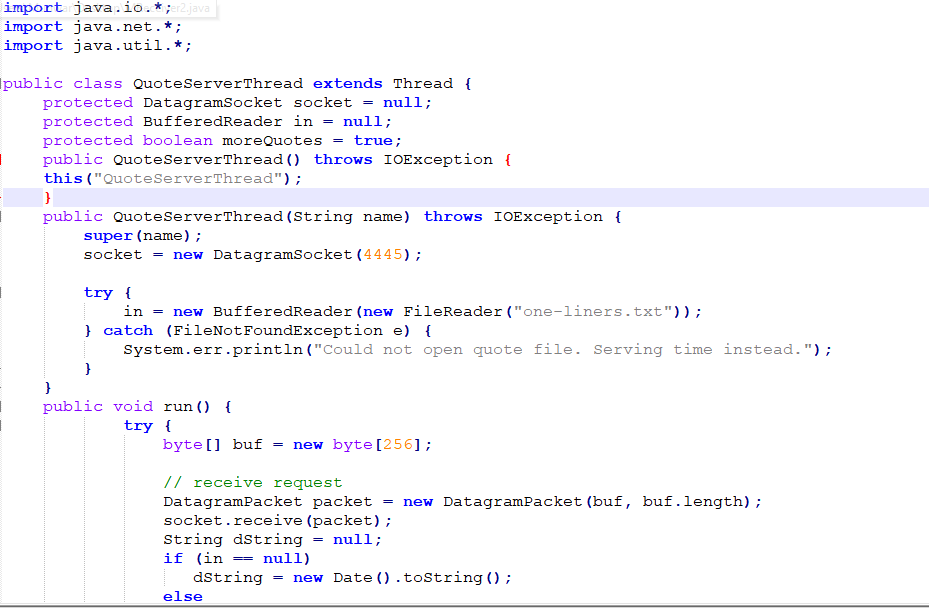 import java.io.*;
import java.net.*;
import java.util.*;
public class QuoteServerThread extends Thread {
    protected DatagramSocket socket = null;
    protected BufferedReader in = null;
    protected boolean moreQuotes = true;
    public QuoteServerThread() throws IOException {
    this("QuoteServerThread");
    }
    public QuoteServerThread(String name) throws IOException {
        super(name);
        socket = new DatagramSocket(4445);
        try {
            in = new BufferedReader(new FileReader("one-liners.txt"));
        } catch (FileNotFoundException e) {
            System.err.println("Could not open quote file. Serving time instead.");
        }
    }
    public void run() {
            try {
                byte[] buf = new byte[256];
                // receive request
                DatagramPacket packet = new DatagramPacket(buf, buf.length);
                socket.receive(packet);
                String dString = null;
                if (in == null)
                   dString = new Date().toString();
                else